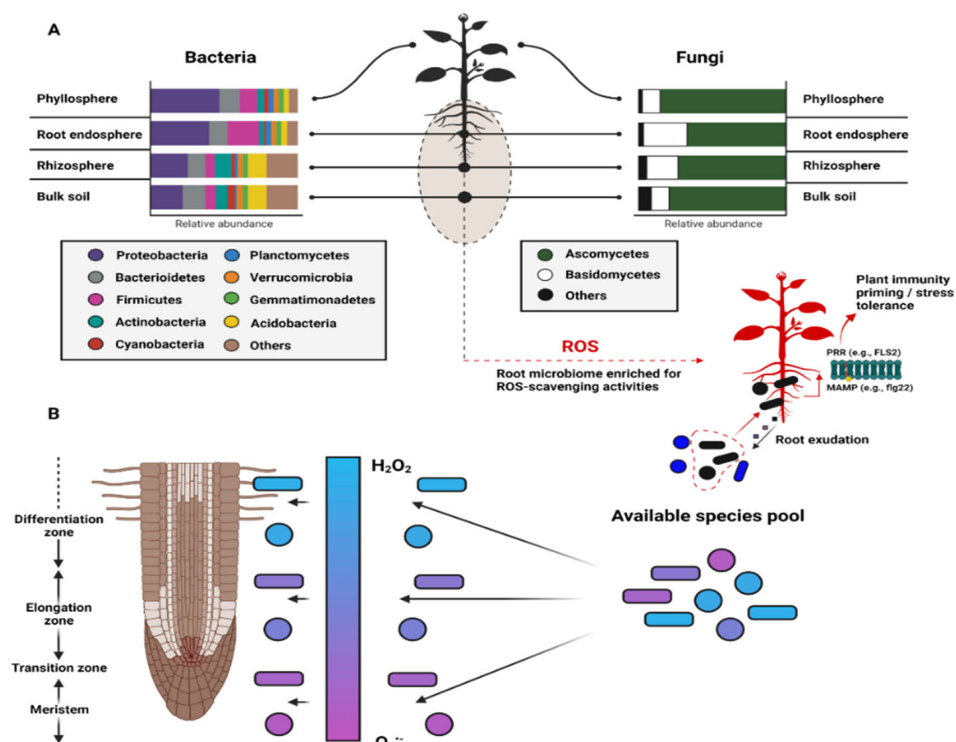 A
Bacteria
Fungi
Phyllosphere
Root endosphere
Rhizosphere
Bulk soil
Relative abundance
Phyllosphere
Root endosphere
Rhizosphere
Bulk soil
Relative abundance
Proteobacteria
Bacterioidetes
Firmicutes
Actinobacteria
Cyanobacteria
Planctomycetes
Verrucomicrobia
Gemmatimonadetes
Acidobacteria
Others
Ascomycetes
Basidomycetes
Others
ROS
Root microbiome enriched for
ROS-scavenging activities
Plant immunity
priming / stress
tolerance
PRR (e.g., FLS2)
MAMP (e.g., flg22)
Root exudation
Available species pool
B
H₂O₂
Differentiation
zone
Elongation
zone
Transition zone
Meristem